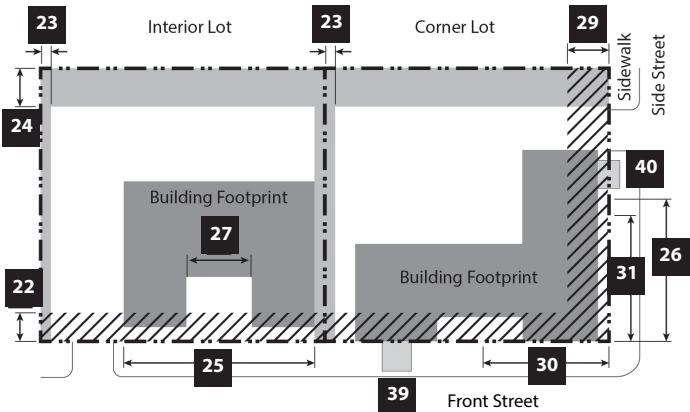 23
Interior Lot
23
Corner Lot
29
Sidewalk
Side Street
24
40
Building Footprint
27
26
31
Building Footprint
22
25
30
39
Front Street